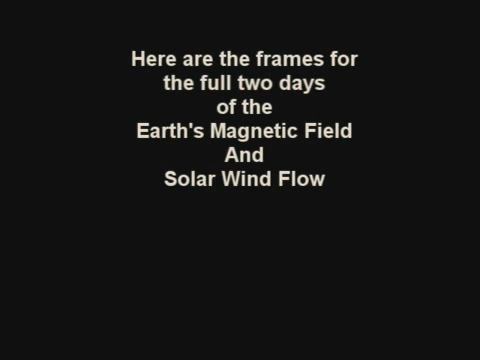 Here are the frames for
the full two days
of the
Earth's Magnetic Field
And
Solar Wind Flow